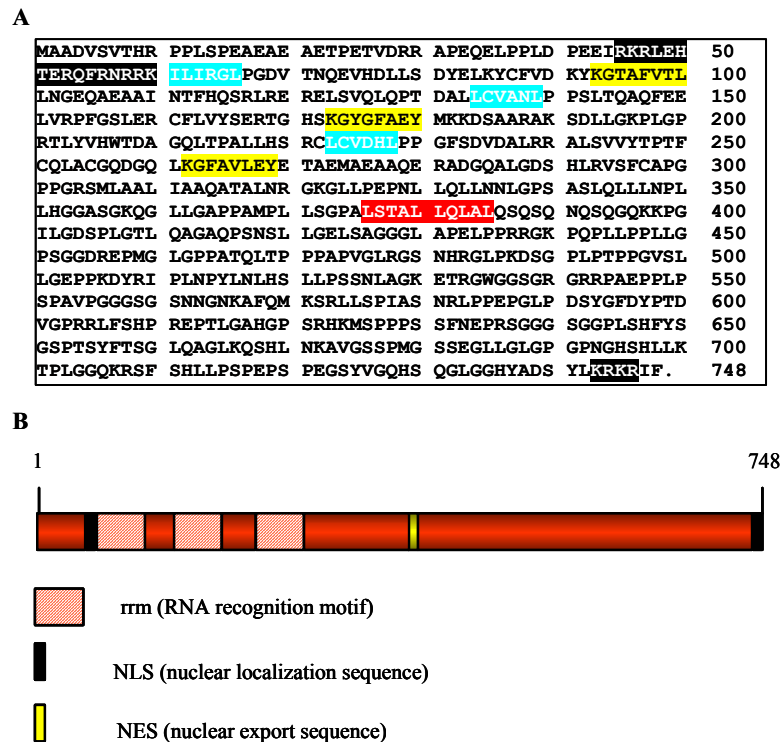 A
MAADVSVTHR PPLSPEAEAE AETPETVDRR APEQELPPLD PEEIRKRLEH 50
TERQFRNRRK ILIRGLPGDV TNQEVHDLLS DYELKYCFVD KYKGTAFVTL 100
LNGEQAEAAI NTFHQSRLRE RELSVQLQPT DALLCVANLP PSLTQAQFEE 150
LVRPFGSLER CFLVYSERTG HSKGYGFAEY MKKDSAARAK SDLLGKPLGP 200
RTLYVHWTDA GQLTPALLHS RCLCVDHLPP GFSDVDALRR ALSVVYTPTF 250
CQLACGQDGQ LKGFAVLEYE TAEMAEAAQE RADGQALGDS HLRVSFCAPG 300
PPGRSMLAAL IAAQATALNR GKGLLPEPNL LQLLNNLGPS ASLQLLLNPL 350
LHGGASGKQG LLGAPPAMPL LSGPALSTAL LQLALQSQSQ NQSQGQKKPG 400
ILGDSPLGTL QAGAQPSNSL LGELSAGGGL APELPPRRGK PQPLLPPLLG 450
PSGGDREPMG LGPPATQLTP PPAPVGLRGS NHRGLPKDSG PLPTPPGVSL 500
LGEPPKDYRI PLNPYLNLHS LLPSSNLAGK ETRGWGGSGR GRRPAEPPLP 550
SPAVPGGGSG SNNGNKAFQM KSRLLSPIAS NRLPPEPGLP DSYGFDYPTD 600
VGPRRLFSHP REPTLGAHGP SRHKMSPPPS SFNEPRSGGG SGGPLSHFYS 650
GSPTSYFTSG LQAGLKQSHL NKAVGSSPMG SSEGLLGLGP GPNGHSHLLK 700
TPLGGQKRSF SHLLPSPEPS PEGSYVGQHS QGLGGHYADS YLKRKRIF. 748
B
1 748
rrm (RNA recognition motif)
NLS (nuclear localization sequence)
NES (nuclear export sequence)